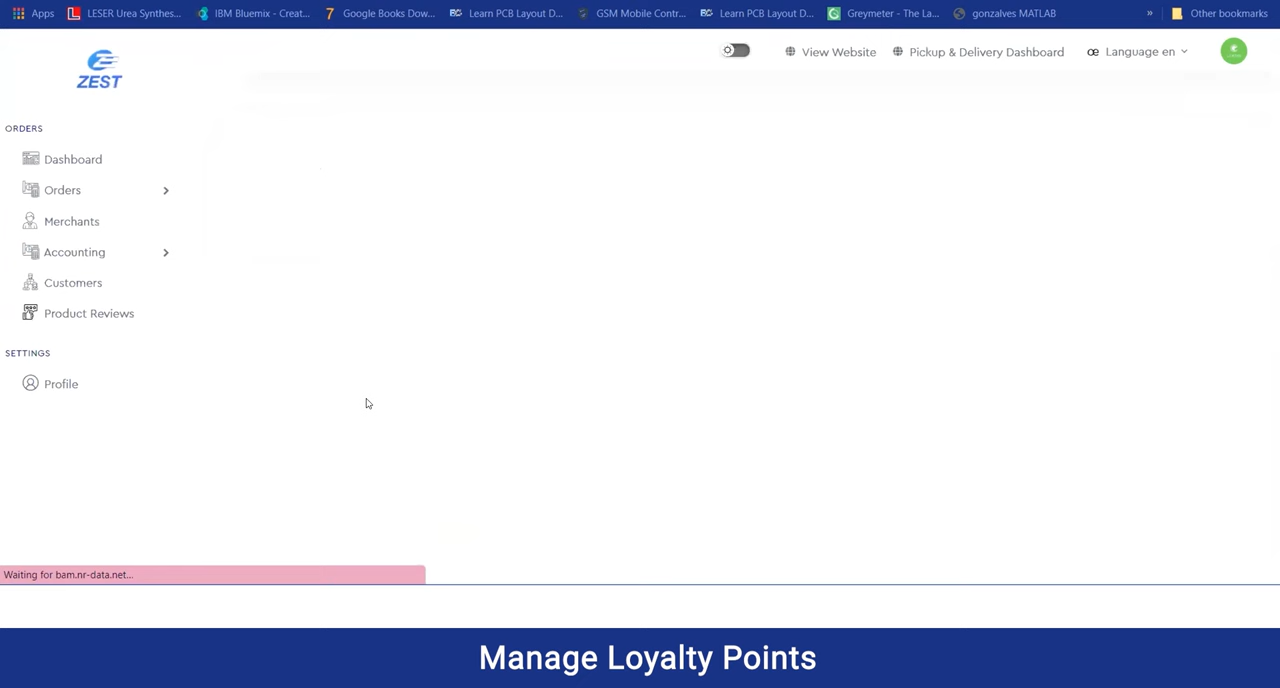 Apps LESER Urea Synthes... IBM Bluemix - Creat... Google Books Dow... Learn PCB Layout D... GSM Mobile Contr... Learn PCB Layout D... Greymeter - The La... gonzalves MATLAB » Other bookmarks
ZEST
View Website Pickup & Delivery Dashboard Language en
ORDERS
Dashboard
Orders
Merchants
Accounting
Customers
Product Reviews
SETTINGS
Profile
Waiting for bam.nr-data.net...
Manage Loyalty Points